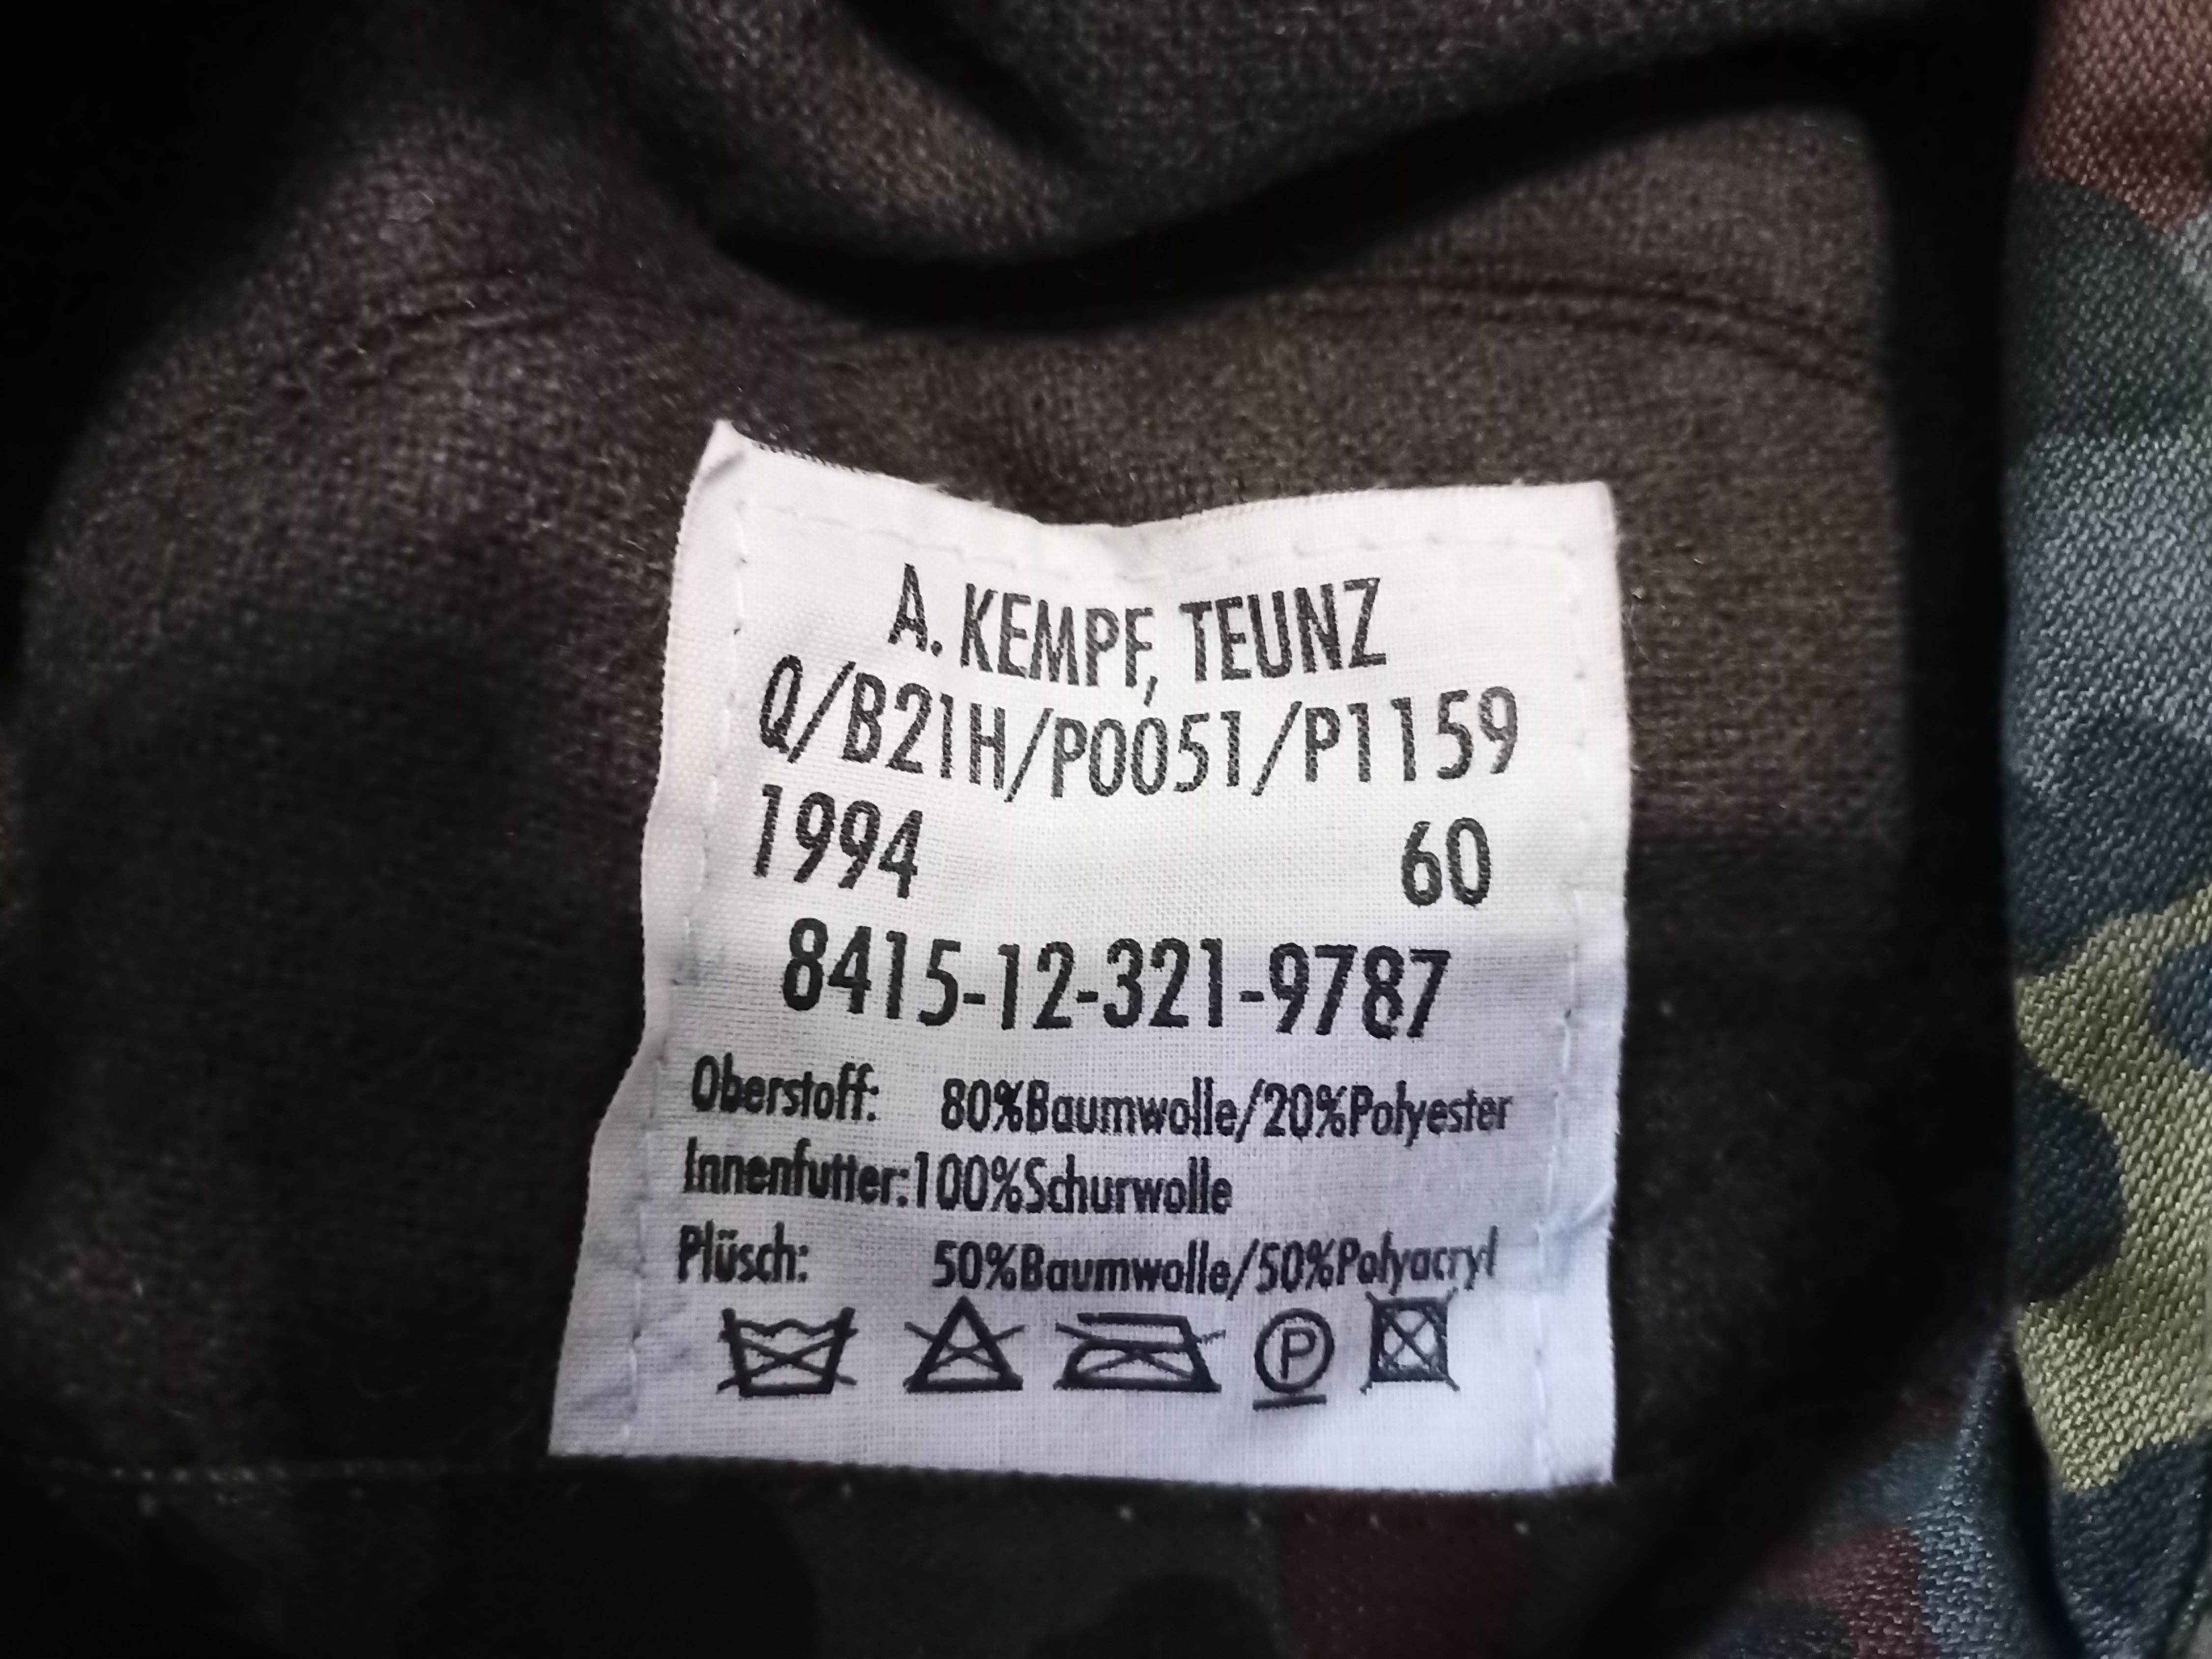 A. KEMPF, TEUNZ
Q/B21H/P0051/P1159
1994 60
8415-12-321-9787
Oberstoff: 80%Baumwolle/20%Polyester
Innenfutter:100%Schurwolle
Plüsch: 50%Baumwolle/50%Polyacryl
P